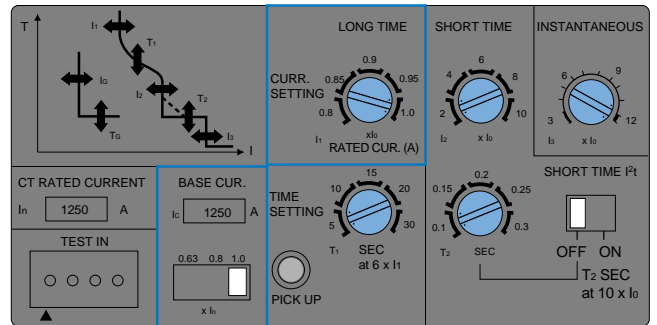 T
I1
T1
IG
I2
T2
TG
I3
I
LONG TIME
CURR.
SETTING
0.8
0.85
0.9
0.95
1.0
I1
xI0
RATED CUR. (A)
SHORT TIME
2
4
6
8
10
I2
x I0
INSTANTANEOUS
3
6
9
12
I3
x I0
CT RATED CURRENT
In
1250
A
TEST IN
BASE CUR.
IC
1250
A
0.63 0.8 1.0
x In
TIME
SETTING
5
10
15
20
30
T1
SEC
at 6 x I1
PICK UP
0.1
0.15
0.2
0.25
0.3
T2
SEC
SHORT TIME I²t
OFF ON
T2 SEC
at 10 x I0